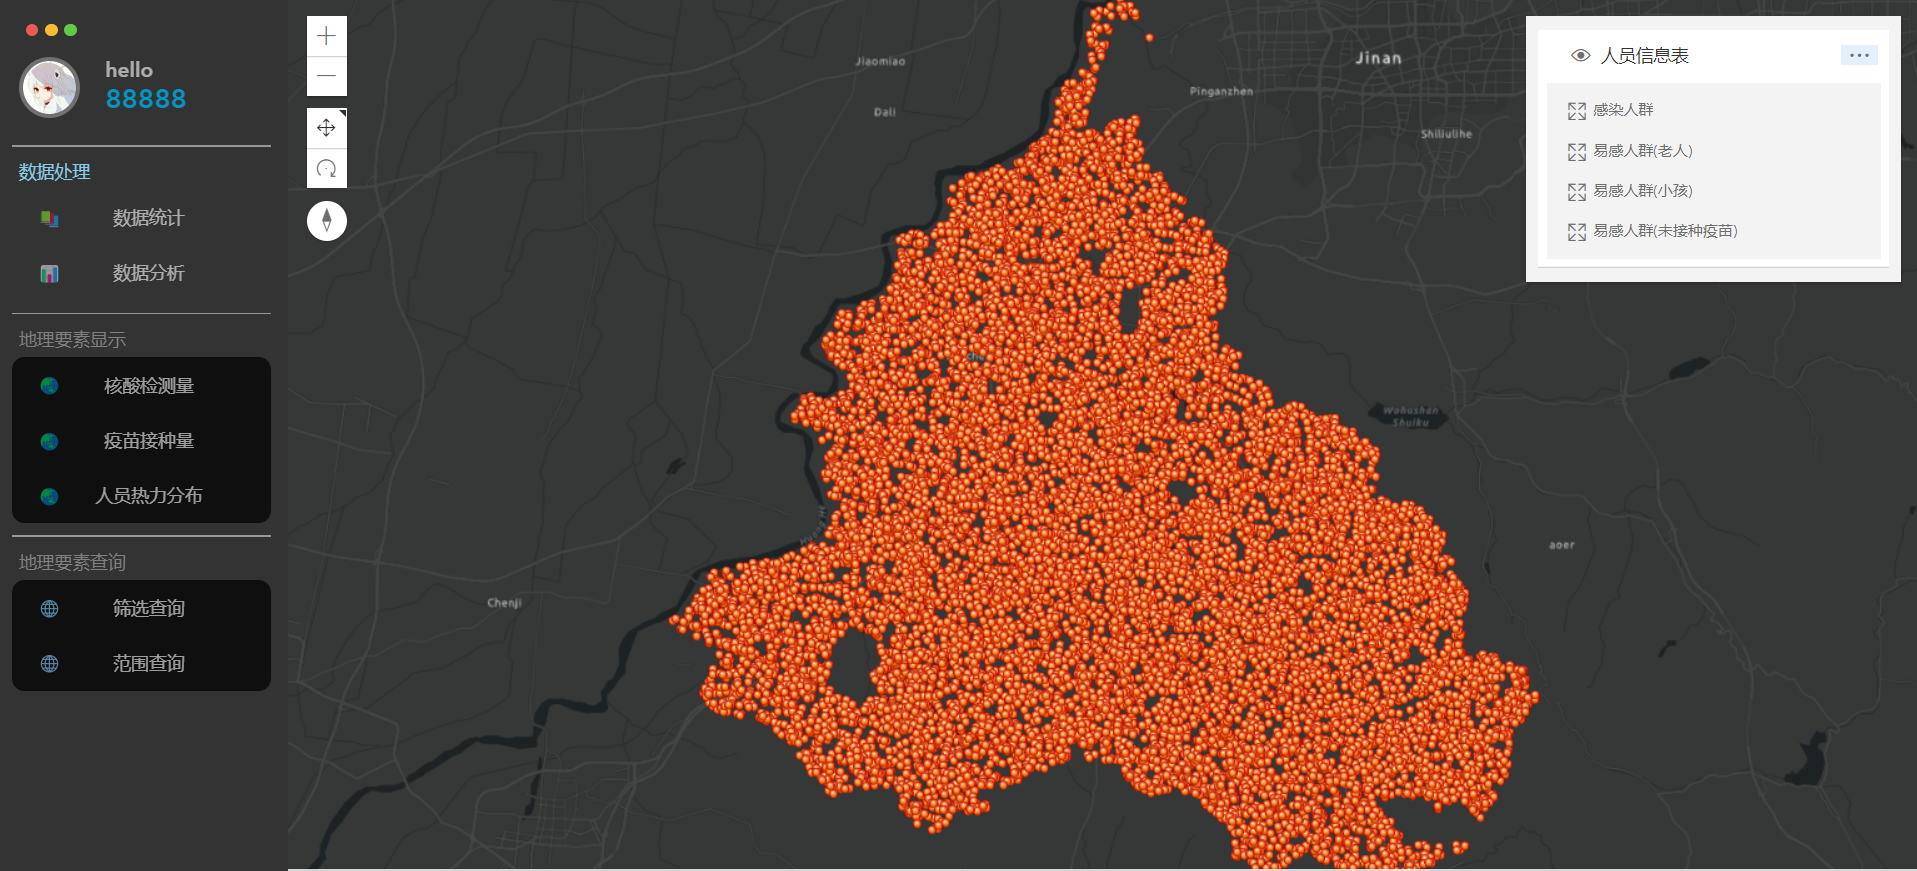 hello
88888
数据处理
数据统计
数据分析
地理要素显示
核酸检测量
疫苗接种量
人员热力分布
地理要素查询
筛选查询
范围查询
Jiaomiao
Dali
Jinan
Pinganzhen
Shiliulihe
Wohushan
Shuiku
aoer
Chenji
Huang He
人员信息表
感染人群
易感人群(老人)
易感人群(小孩)
易感人群(未接种疫苗)